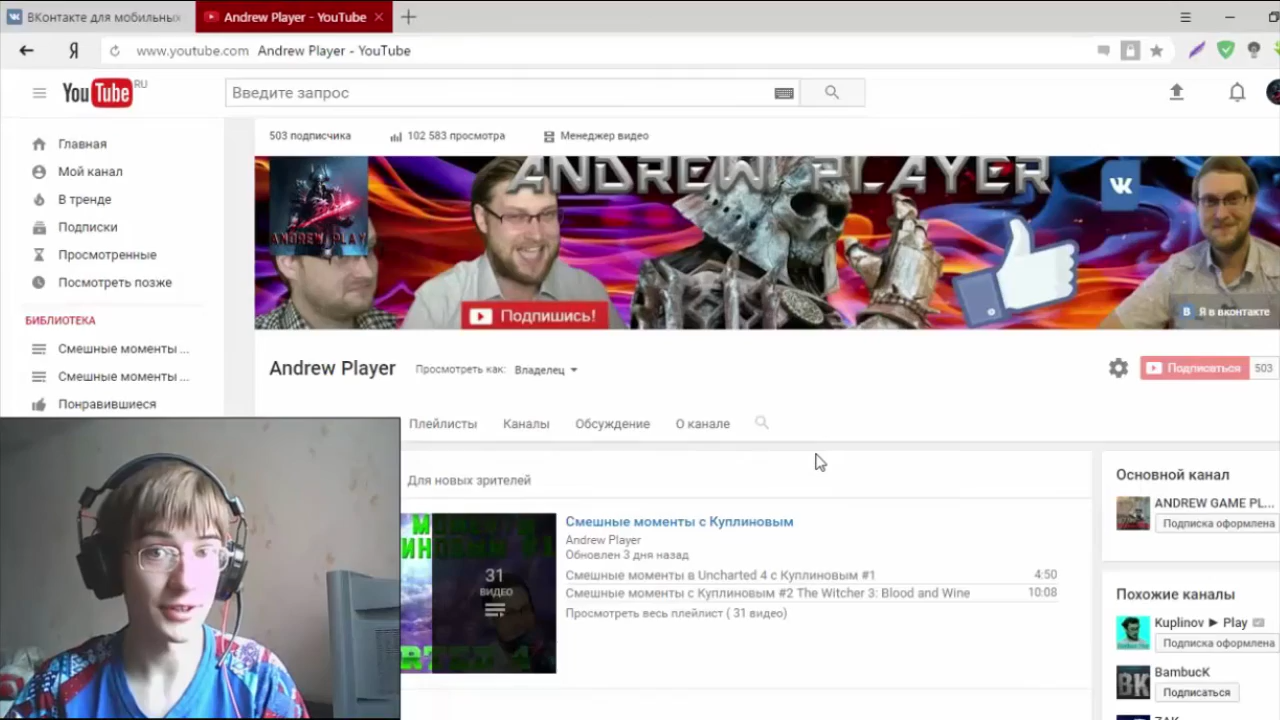 ВКонтакте для мобильных
Andrew Player - YouTube
Я
www.youtube.com Andrew Player - YouTube
YouTube RU
Введите запрос
503 подписчика
102 583 просмотра
Менеджер видео
Главная
Мой канал
В тренде
Подписки
Просмотренные
Посмотреть позже
БИБЛИОТЕКА
Смешные моменты ...
Смешные моменты ...
Понравившиеся
ANDREW PLAYER
ANDREW PLAY
Подпишись!
В Я в вконтакте
Andrew Player
Просмотреть как: Владелец
Подписаться 503
Плейлисты
Каналы
Обсуждение
О канале
Для новых зрителей
31
ВИДЕО
Смешные моменты с Куплиновым
Andrew Player
Обновлен 3 дня назад
Смешные моменты в Uncharted 4 с Куплиновым #1 4:50
Смешные моменты с Куплиновым #2 The Witcher 3: Blood and Wine 10:08
Просмотреть весь плейлист ( 31 видео)
Основной канал
ANDREW GAME PL...
Подписка оформлена
Похожие каналы
Kuplinov ► Play
Подписка оформлена
BK
BambucK
Подписаться